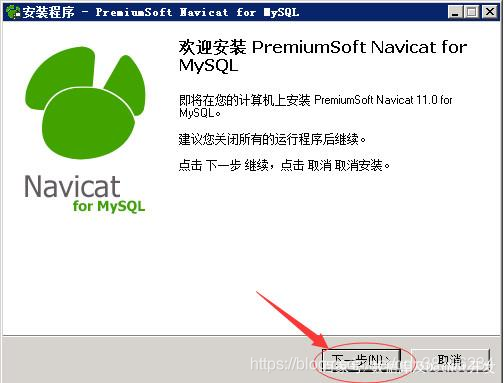 安装程序 - PremiumSoft Navicat for MySQL
欢迎安装 PremiumSoft Navicat for
MySQL
即将在您的计算机上安装 PremiumSoft Navicat 11.0 for
MySQL。
建议您关闭所有的运行程序后继续。
点击 下一步 继续，点击 取消 取消安装。
Navicat
for MySQL
下一步(N) >
取消